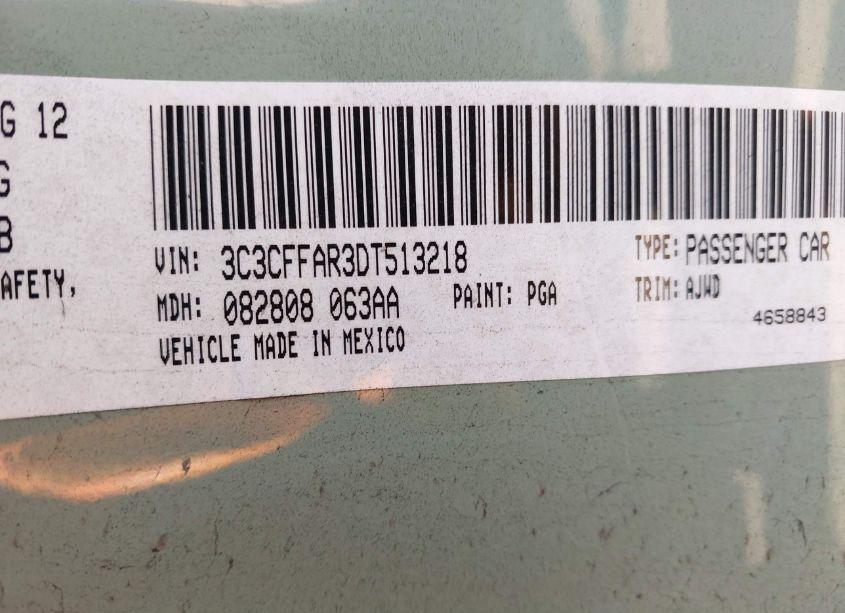 G 12
G
B
AFETY,
VIN: 3C3CFFAR3DT513218
TYPE: PASSENGER CAR
MDH: 082808 063AA
PAINT: PGA
TRIM: AJWD
VEHICLE MADE IN MEXICO
4658843